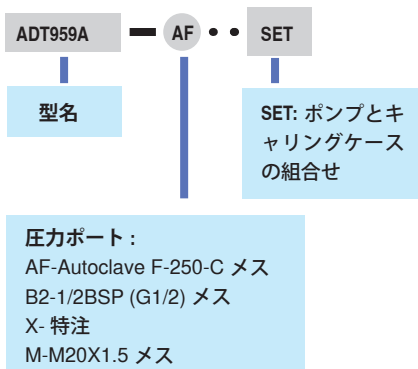 ADT959A — AF • • SET
型名
SET: ポンプとキ
ャリングケース
の組合せ
圧力ポート :
AF-Autoclave F-250-C メス
B2-1/2BSP (G1/2) メス
X- 特注
M-M20X1.5 メス